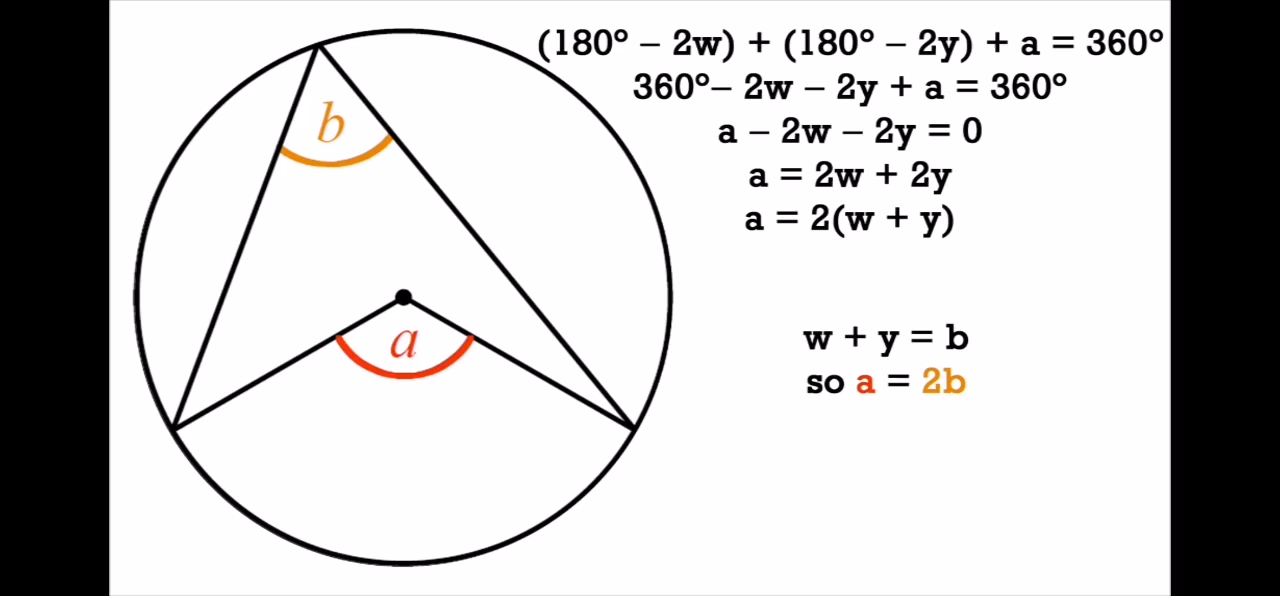 b
a
(180° – 2w) + (180° – 2y) + a = 360°
360°– 2w – 2y + a = 360°
a – 2w – 2y = 0
a = 2w + 2y
a = 2(w + y)
w + y = b
so a = 2b